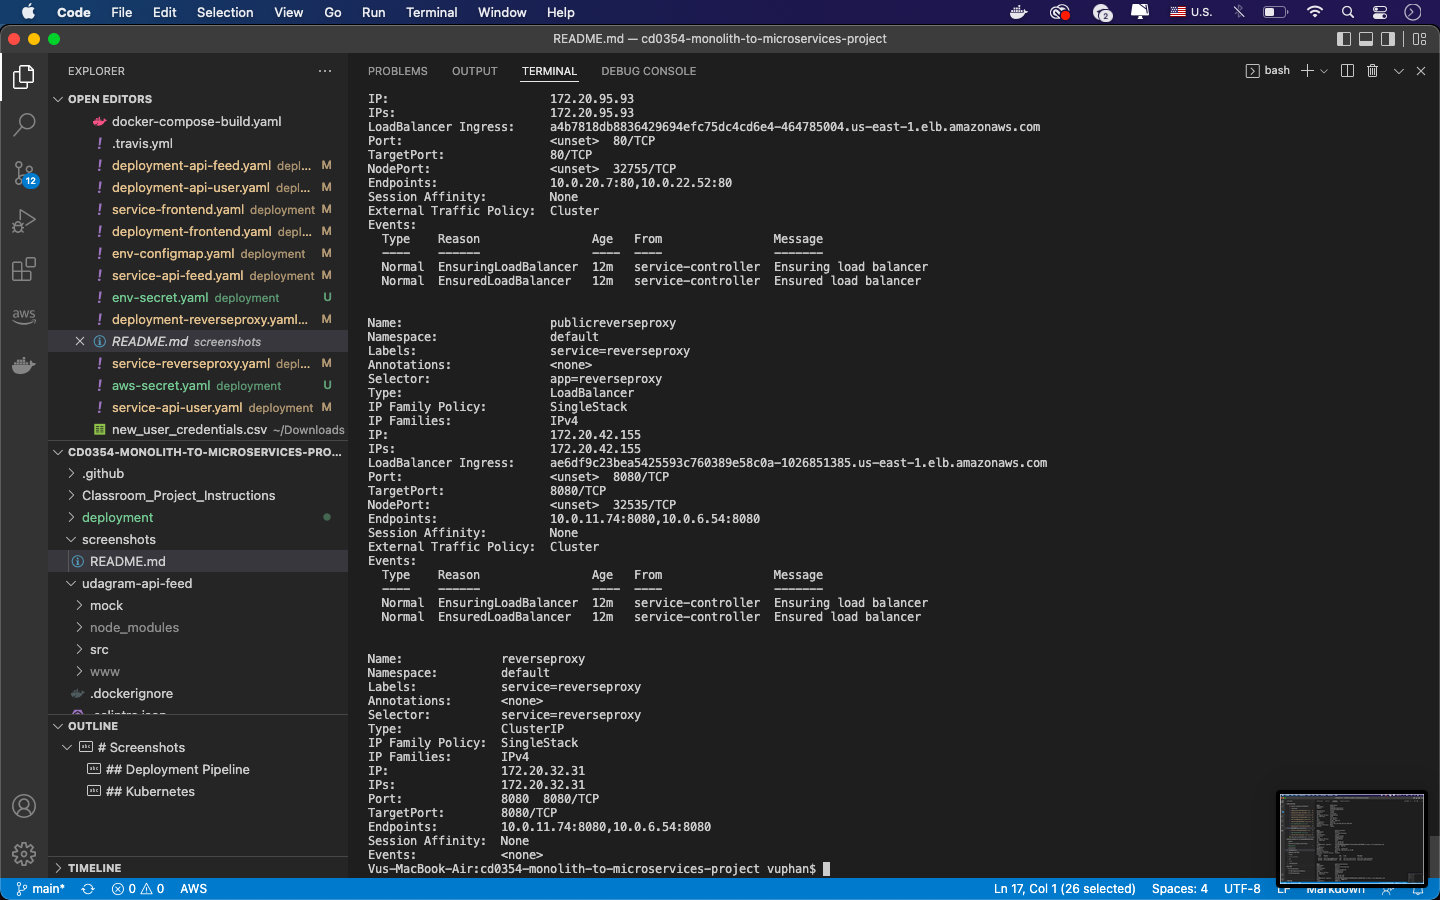 Code File Edit Selection View Go Run Terminal Window Help
2 U.S.
README.md — cd0354-monolith-to-microservices-project
EXPLORER
OPEN EDITORS
docker-compose-build.yaml
.travis.yml
deployment-api-feed.yaml depl... M
deployment-api-user.yaml depl... M
service-frontend.yaml deployment M
deployment-frontend.yaml depl... M
env-configmap.yaml deployment M
service-api-feed.yaml deployment M
env-secret.yaml deployment U
deployment-reverseproxy.yaml... M
README.md screenshots
service-reverseproxy.yaml depl... M
aws-secret.yaml deployment U
service-api-user.yaml deployment M
new_user_credentials.csv ~/Downloads
12
aws
CD0354-MONOLITH-TO-MICROSERVICES-PRO...
.github
Classroom_Project_Instructions
deployment
screenshots
README.md
udagram-api-feed
mock
node_modules
src
www
.dockerignore
OUTLINE
# Screenshots
## Deployment Pipeline
## Kubernetes
TIMELINE
PROBLEMS OUTPUT TERMINAL DEBUG CONSOLE
bash
IP: 172.20.95.93
IPs: 172.20.95.93
LoadBalancer Ingress: a4b7818db8836429694efc75dc4cd6e4-464785004.us-east-1.elb.amazonaws.com
Port: <unset> 80/TCP
TargetPort: 80/TCP
NodePort: <unset> 32755/TCP
Endpoints: 10.0.20.7:80,10.0.22.52:80
Session Affinity: None
External Traffic Policy: Cluster
Events:
Type Reason Age From Message
---- ------ ---- ---- -------
Normal EnsuringLoadBalancer 12m service-controller Ensuring load balancer
Normal EnsuredLoadBalancer 12m service-controller Ensured load balancer
Name: publicreverseproxy
Namespace: default
Labels: service=reverseproxy
Annotations: <none>
Selector: app=reverseproxy
Type: LoadBalancer
IP Family Policy: SingleStack
IP Families: IPv4
IP: 172.20.42.155
IPs: 172.20.42.155
LoadBalancer Ingress: ae6df9c23bea5425593c760389e58c0a-1026851385.us-east-1.elb.amazonaws.com
Port: <unset> 8080/TCP
TargetPort: 8080/TCP
NodePort: <unset> 32535/TCP
Endpoints: 10.0.11.74:8080,10.0.6.54:8080
Session Affinity: None
External Traffic Policy: Cluster
Events:
Type Reason Age From Message
---- ------ ---- ---- -------
Normal EnsuringLoadBalancer 12m service-controller Ensuring load balancer
Normal EnsuredLoadBalancer 12m service-controller Ensured load balancer
Name: reverseproxy
Namespace: default
Labels: service=reverseproxy
Annotations: <none>
Selector: service=reverseproxy
Type: ClusterIP
IP Family Policy: SingleStack
IP Families: IPv4
IP: 172.20.32.31
IPs: 172.20.32.31
Port: 8080 8080/TCP
TargetPort: 8080/TCP
Endpoints: 10.0.11.74:8080,10.0.6.54:8080
Session Affinity: None
Events: <none>
Vus-MacBook-Air:cd0354-monolith-to-microservices-project vuphan$
main* 0 0 AWS
Ln 17, Col 1 (26 selected) Spaces: 4 UTF-8 LF Markdown